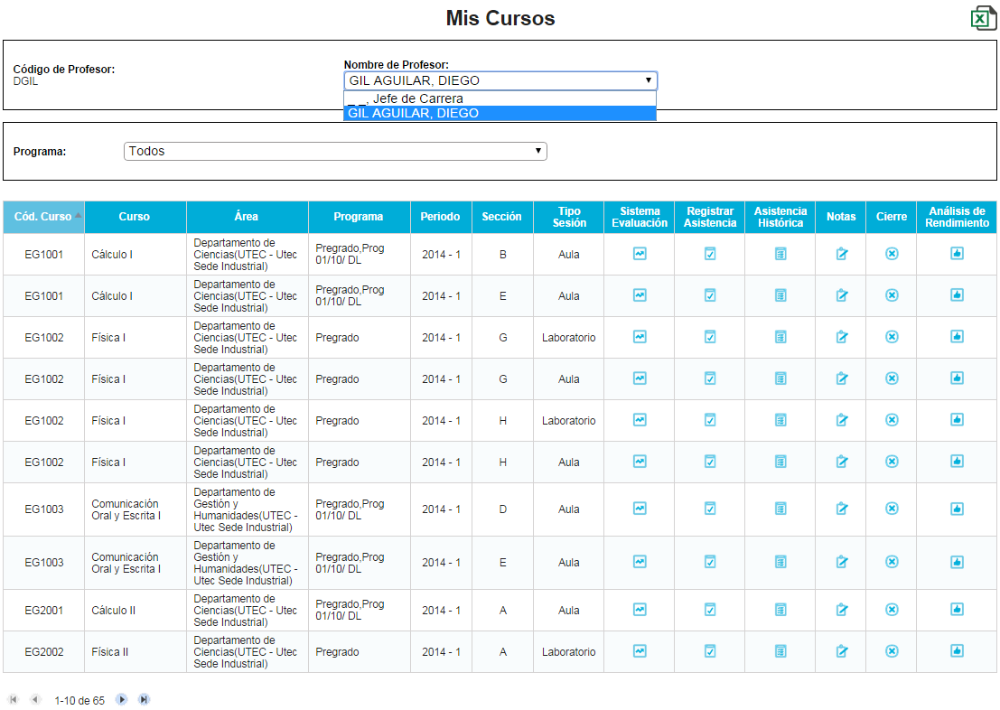 Mis Cursos
Código de Profesor:
DGIL
Nombre de Profesor:
GIL AGUILAR, DIEGO
_ _, Jefe de Carrera
GIL AGUILAR, DIEGO
Programa:
Todos
Cód. Curso Curso Área Programa Periodo Sección Tipo Sesión Sistema Evaluación Registrar Asistencia Asistencia Histórica Notas Cierre Análisis de Rendimiento
EG1001 Cálculo I Departamento de Ciencias(UTEC - Utec Sede Industrial) Pregrado,Prog 01/10/ DL 2014 - 1 B Aula
EG1001 Cálculo I Departamento de Ciencias(UTEC - Utec Sede Industrial) Pregrado,Prog 01/10/ DL 2014 - 1 E Aula
EG1002 Física I Departamento de Ciencias(UTEC - Utec Sede Industrial) Pregrado 2014 - 1 G Laboratorio
EG1002 Física I Departamento de Ciencias(UTEC - Utec Sede Industrial) Pregrado 2014 - 1 G Aula
EG1002 Física I Departamento de Ciencias(UTEC - Utec Sede Industrial) Pregrado 2014 - 1 H Laboratorio
EG1002 Física I Departamento de Ciencias(UTEC - Utec Sede Industrial) Pregrado 2014 - 1 H Aula
EG1003 Comunicación Oral y Escrita I Departamento de Gestión y Humanidades(UTEC - Utec Sede Industrial) Pregrado,Prog 01/10/ DL 2014 - 1 D Aula
EG1003 Comunicación Oral y Escrita I Departamento de Gestión y Humanidades(UTEC - Utec Sede Industrial) Pregrado,Prog 01/10/ DL 2014 - 1 E Aula
EG2001 Cálculo II Departamento de Ciencias(UTEC - Utec Sede Industrial) Pregrado,Prog 01/10/ DL 2014 - 1 A Aula
EG2002 Física II Departamento de Ciencias(UTEC - Utec Sede Industrial) Pregrado 2014 - 1 A Laboratorio
1-10 de 65